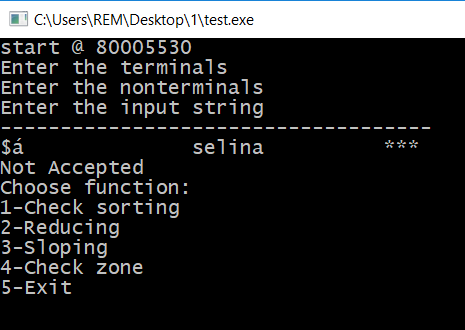 C:\Users\REM\Desktop\1\test.exe
start @ 80005530
Enter the terminals
Enter the nonterminals
Enter the input string
------------------------------------
$á              selina          ***
Not Accepted
Choose function:
1-Check sorting
2-Reducing
3-Sloping
4-Check zone
5-Exit